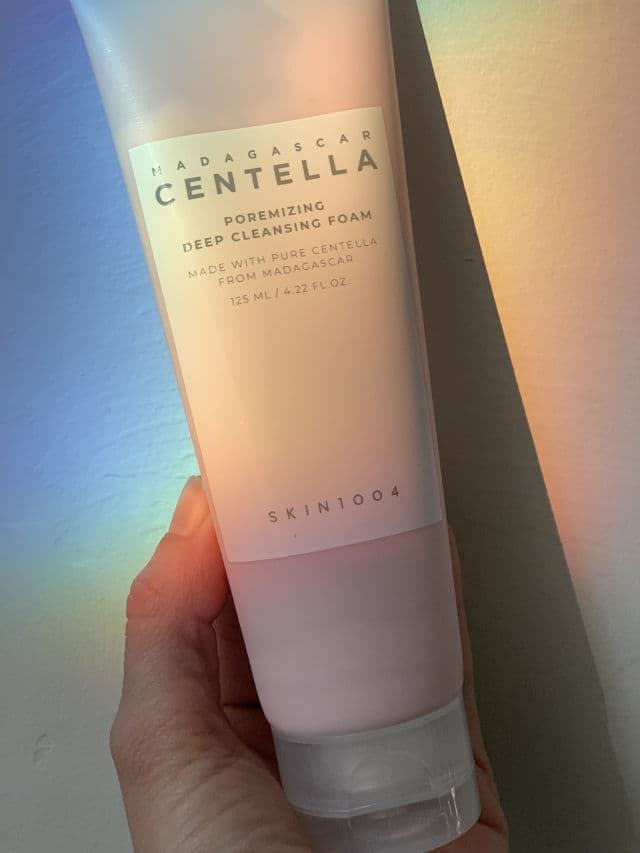 MADAGASCAR
CENTELLA
POREMIZING
DEEP CLEANSING FOAM
MADE WITH PURE CENTELLA
FROM MADAGASCAR
125 ML / 4.22 FL.OZ
SKIN1004